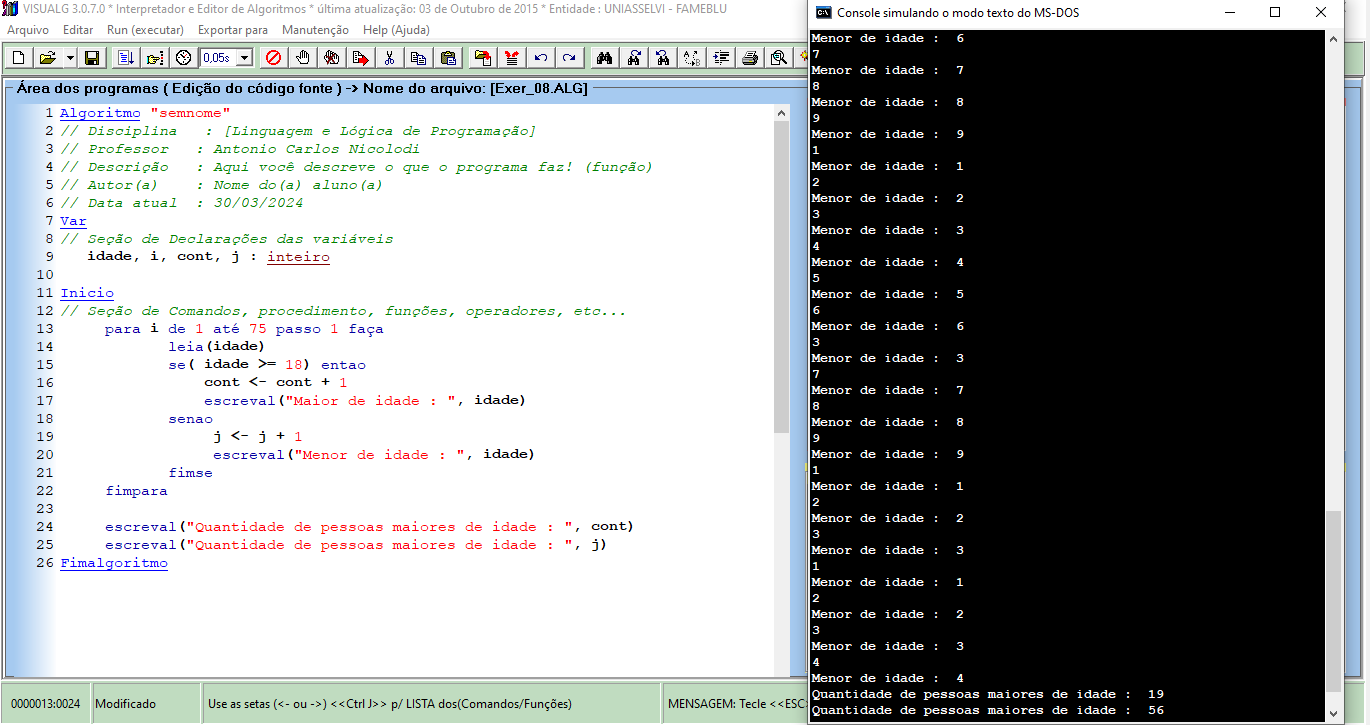 VISUALG 3.0.7.0 * Interpretador e Editor de Algoritmos * última atualização: 03 de Outubro de 2015 * Entidade : UNIASSELVI - FAMEBLU
Arquivo Editar Run (executar) Exportar para Manutenção Help (Ajuda)
0,05s
Área dos programas ( Edição do código fonte ) -> Nome do arquivo: [Exer_08.ALG]
1 Algoritmo "semnome"
2 // Disciplina : [Linguagem e Lógica de Programação]
3 // Professor : Antonio Carlos Nicolodi
4 // Descrição : Aqui você descreve o que o programa faz! (função)
5 // Autor(a) : Nome do(a) aluno(a)
6 // Data atual : 30/03/2024
7 Var
8 // Seção de Declarações das variáveis
9 idade, i, cont, j : inteiro
10
11 Inicio
12 // Seção de Comandos, procedimento, funções, operadores, etc...
13 para i de 1 até 75 passo 1 faça
14 leia(idade)
15 se( idade >= 18) entao
16 cont <- cont + 1
17 escreval("Maior de idade : ", idade)
18 senao
19 j <- j + 1
20 escreval("Menor de idade : ", idade)
21 fimse
22 fimpara
23
24 escreval("Quantidade de pessoas maiores de idade : ", cont)
25 escreval("Quantidade de pessoas maiores de idade : ", j)
26 Fimalgoritmo
0000013:0024 Modificado Use as setas (<- ou ->) <<Ctrl J>> p/ LISTA dos(Comandos/Funções) MENSAGEM: Tecle <<ESC>
Console simulando o modo texto do MS-DOS
Menor de idade : 6
7
Menor de idade : 7
8
Menor de idade : 8
9
Menor de idade : 9
1
Menor de idade : 1
2
Menor de idade : 2
3
Menor de idade : 3
4
Menor de idade : 4
5
Menor de idade : 5
6
Menor de idade : 6
3
Menor de idade : 3
7
Menor de idade : 7
8
Menor de idade : 8
9
Menor de idade : 9
1
Menor de idade : 1
2
Menor de idade : 2
3
Menor de idade : 3
1
Menor de idade : 1
2
Menor de idade : 2
3
Menor de idade : 3
4
Menor de idade : 4
Quantidade de pessoas maiores de idade : 19
Quantidade de pessoas maiores de idade : 56